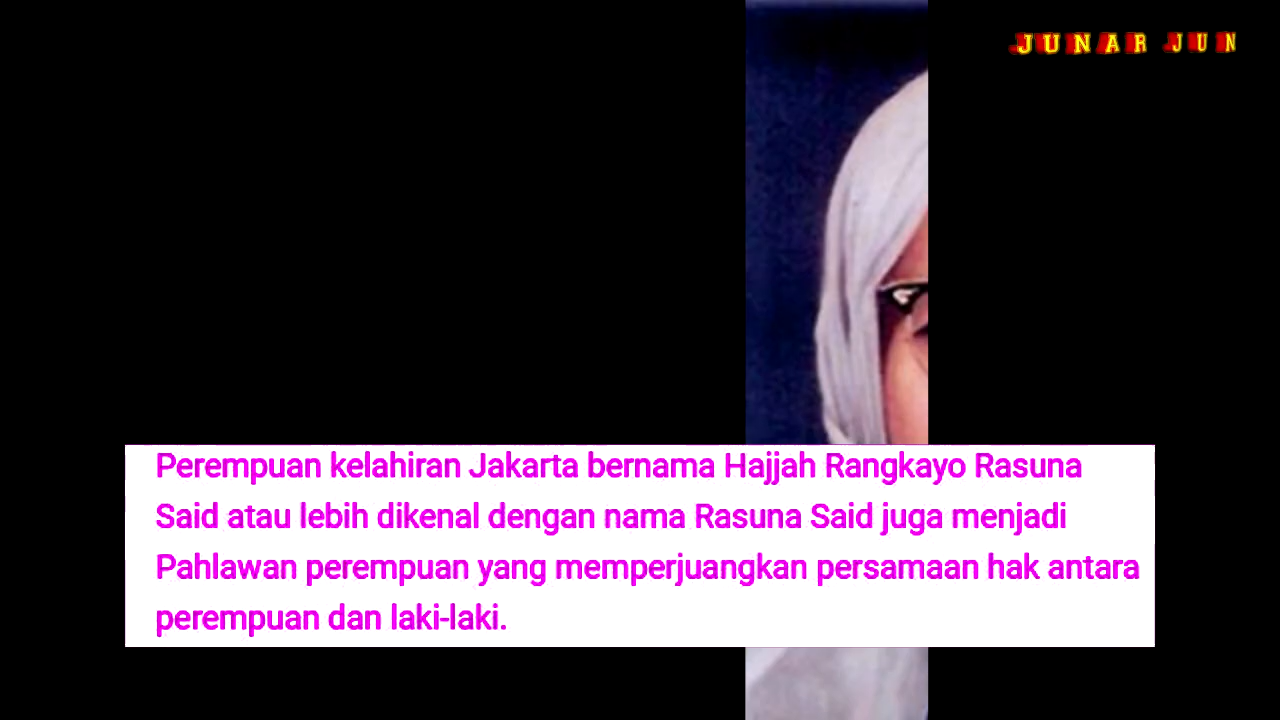 JUNAR JUN
Perempuan kelahiran Jakarta bernama Hajjah Rangkayo Rasuna
Said atau lebih dikenal dengan nama Rasuna Said juga menjadi
Pahlawan perempuan yang memperjuangkan persamaan hak antara
perempuan dan laki-laki.